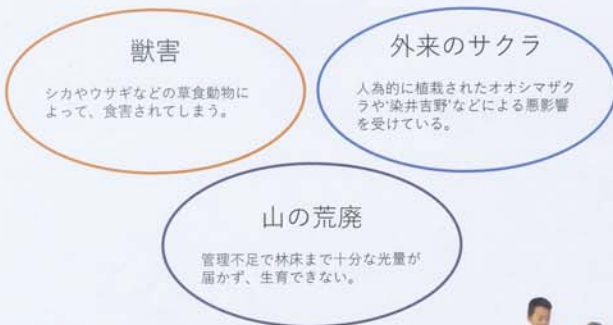 獣害
シカやウサギなどの草食動物に
よって、食害されてしまう。
外来のサクラ
人為的に植栽されたオオシマザク
ラや‘染井吉野’などによる悪影響
を受けている。
山の荒廃
管理不足で林床まで十分な光量が
届かず、生育できない。